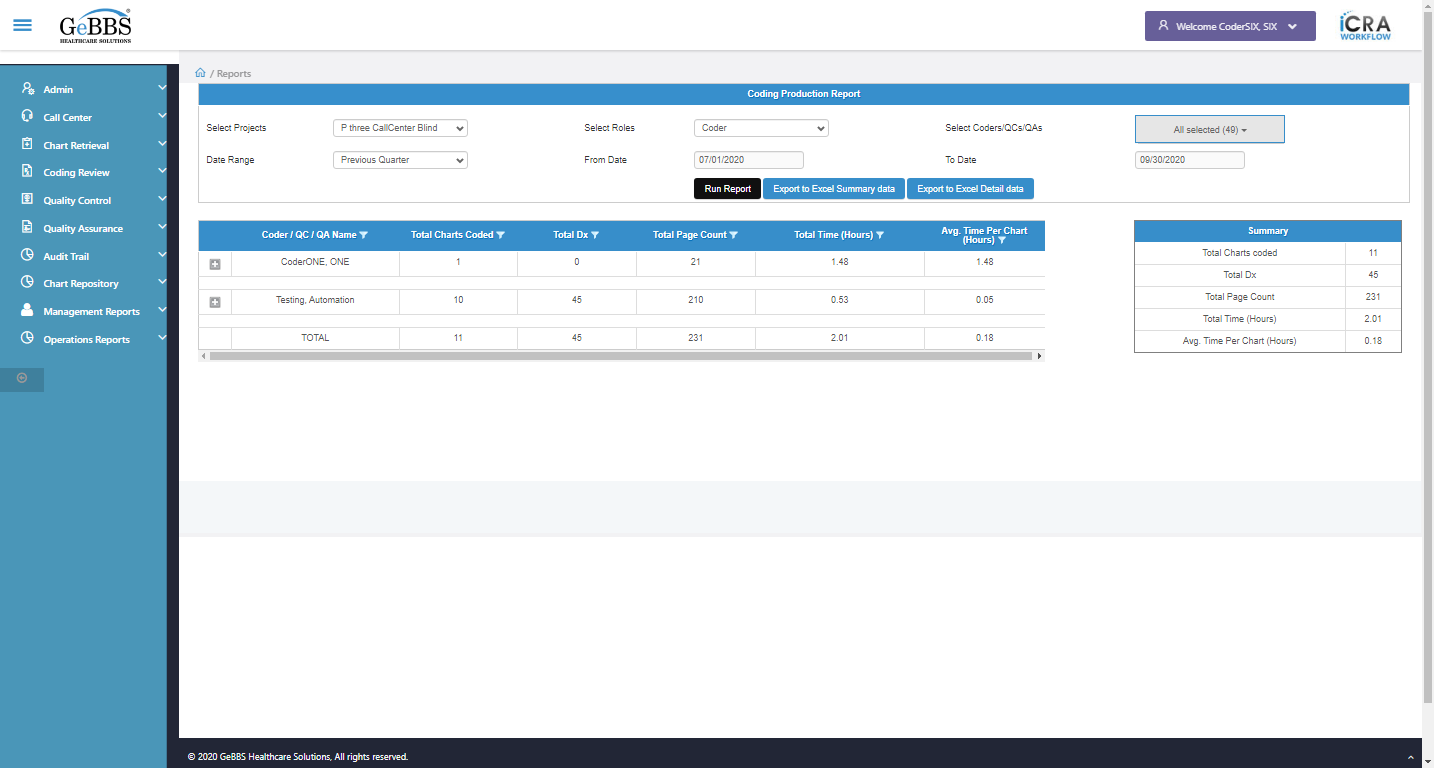 GeBBS
HEALTHCARE SOLUTIONS
Welcome CoderSIX, SIX
iCRA
WORKFLOW
Admin
Call Center
Chart Retrieval
Coding Review
Quality Control
Quality Assurance
Audit Trail
Chart Repository
Management Reports
Operations Reports
/ Reports
Coding Production Report
Select Projects P three CallCenter Blind Select Roles Coder Select Coders/QCs/QAs All selected (49)
Date Range Previous Quarter From Date 07/01/2020 To Date 09/30/2020
Run Report Export to Excel Summary data Export to Excel Detail data
Coder / QC / QA Name Total Charts Coded Total Dx Total Page Count Total Time (Hours) Avg. Time Per Chart
(Hours)
CoderONE, ONE 1 0 21 1.48 1.48
Testing, Automation 10 45 210 0.53 0.05
TOTAL 11 45 231 2.01 0.18
Summary
Total Charts coded 11
Total Dx 45
Total Page Count 231
Total Time (Hours) 2.01
Avg. Time Per Chart (Hours) 0.18
© 2020 GeBBS Healthcare Solutions, All rights reserved.